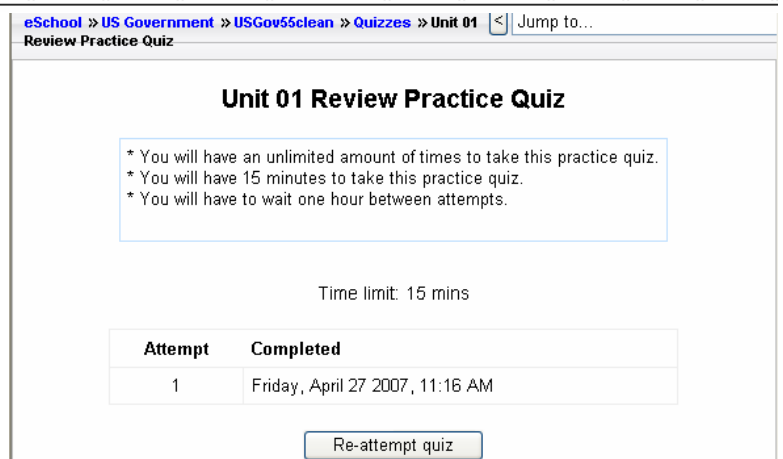 eSchool » US Government » USGov55clean » Quizzes » Unit 01 < Jump to...
Review Practice Quiz
Unit 01 Review Practice Quiz
* You will have an unlimited amount of times to take this practice quiz.
* You will have 15 minutes to take this practice quiz.
* You will have to wait one hour between attempts.
Time limit: 15 mins
Attempt Completed
1 Friday, April 27 2007, 11:16 AM
Re-attempt quiz